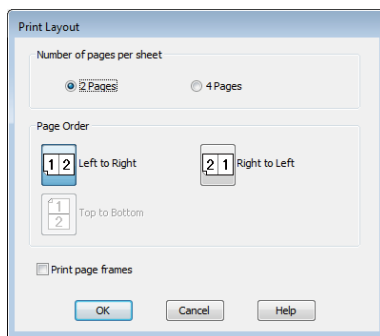 Print Layout
Number of pages per sheet
2 Pages 4 Pages
Page Order
1 2 Left to Right 2 1 Right to Left
1
2 Top to Bottom
Print page frames
OK Cancel Help